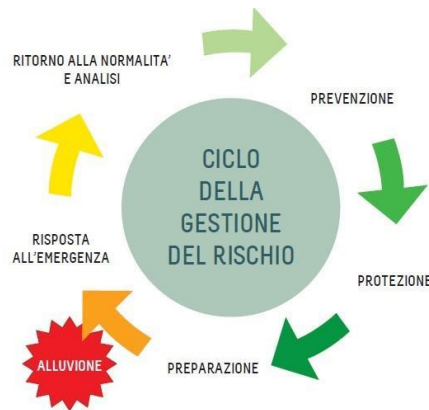 RITORNO ALLA NORMALITA'
E ANALISI
PREVENZIONE
CICLO
DELLA
GESTIONE
DEL RISCHIO
RISPOSTA
ALL'EMERGENZA
PROTEZIONE
ALLUVIONE
PREPARAZIONE